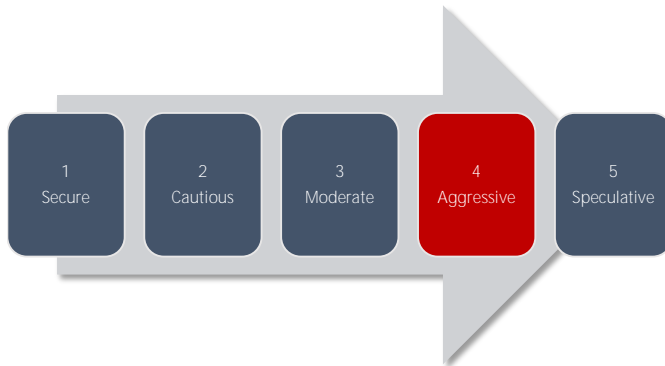 1
Secure
2
Cautious
3
Moderate
4
Aggressive
5
Speculative